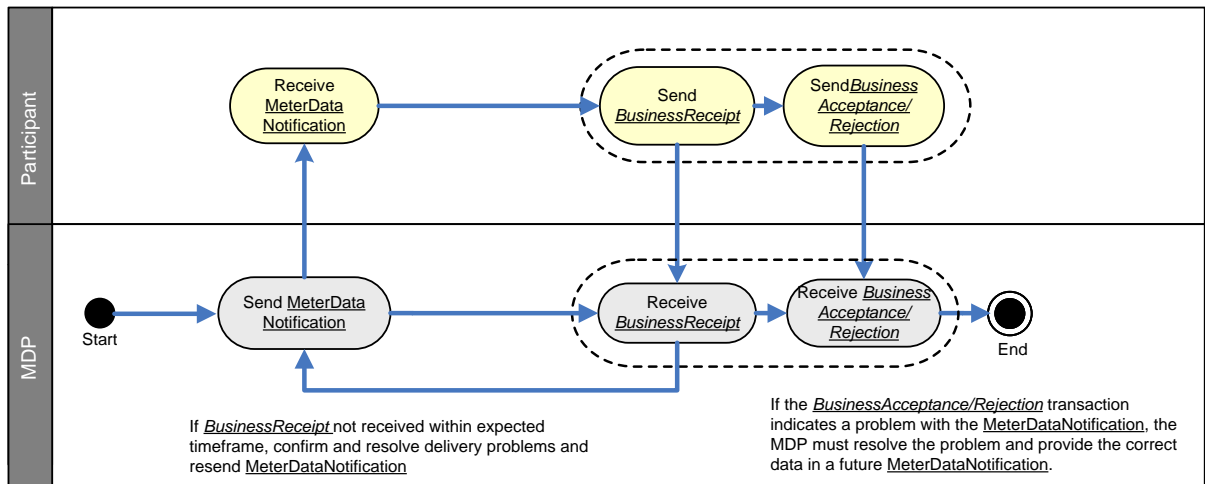 Participant
Receive
MeterData
Notification
Send
BusinessReceipt
SendBusiness
Acceptance/
Rejection
MDP
Start
Send MeterData
Notification
Receive
BusinessReceipt
Receive Business
Acceptance/
Rejection
End
If BusinessReceipt not received within expected
timeframe, confirm and resolve delivery problems and
resend MeterDataNotification
If the BusinessAcceptance/Rejection transaction
indicates a problem with the MeterDataNotification, the
MDP must resolve the problem and provide the correct
data in a future MeterDataNotification.